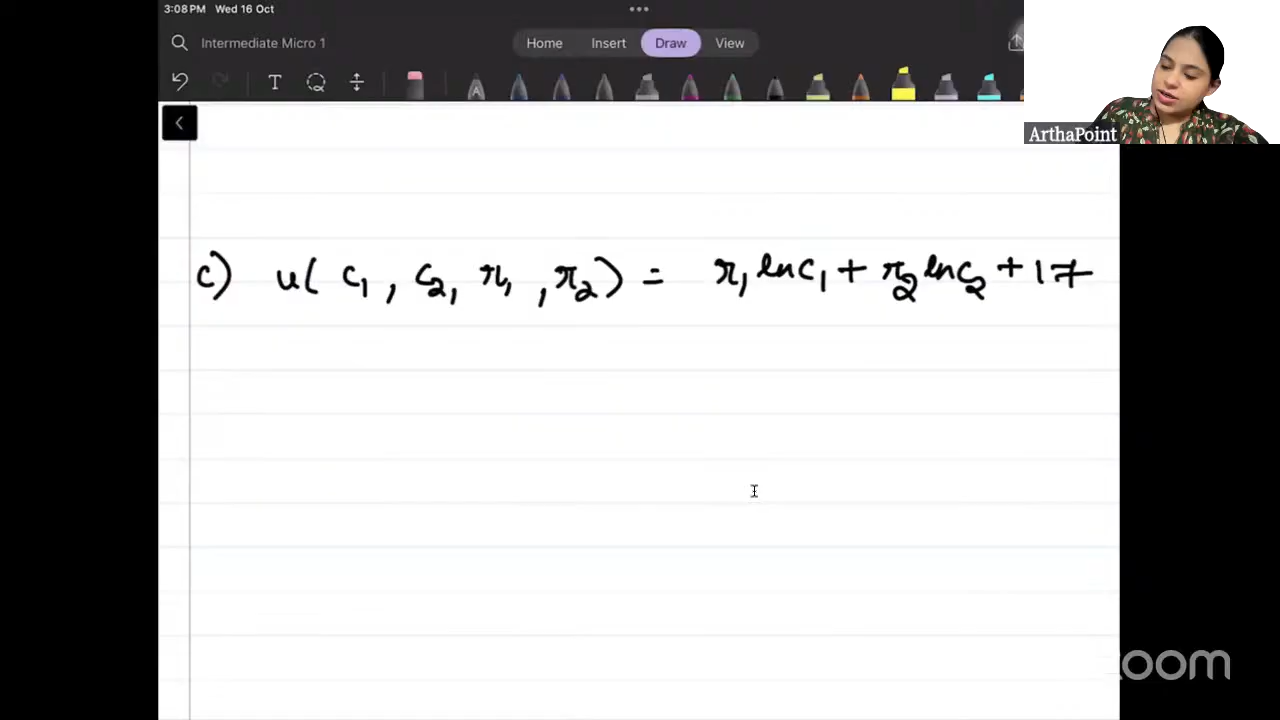 3:08 PM Wed 16 Oct
Intermediate Micro 1
Home Insert Draw View
T
A
ArthaPoint
c) u( c₁ , c₂, π₁ , π₂ ) = π₁ ln c₁ + π₂ ln c₂ + 17
zoom